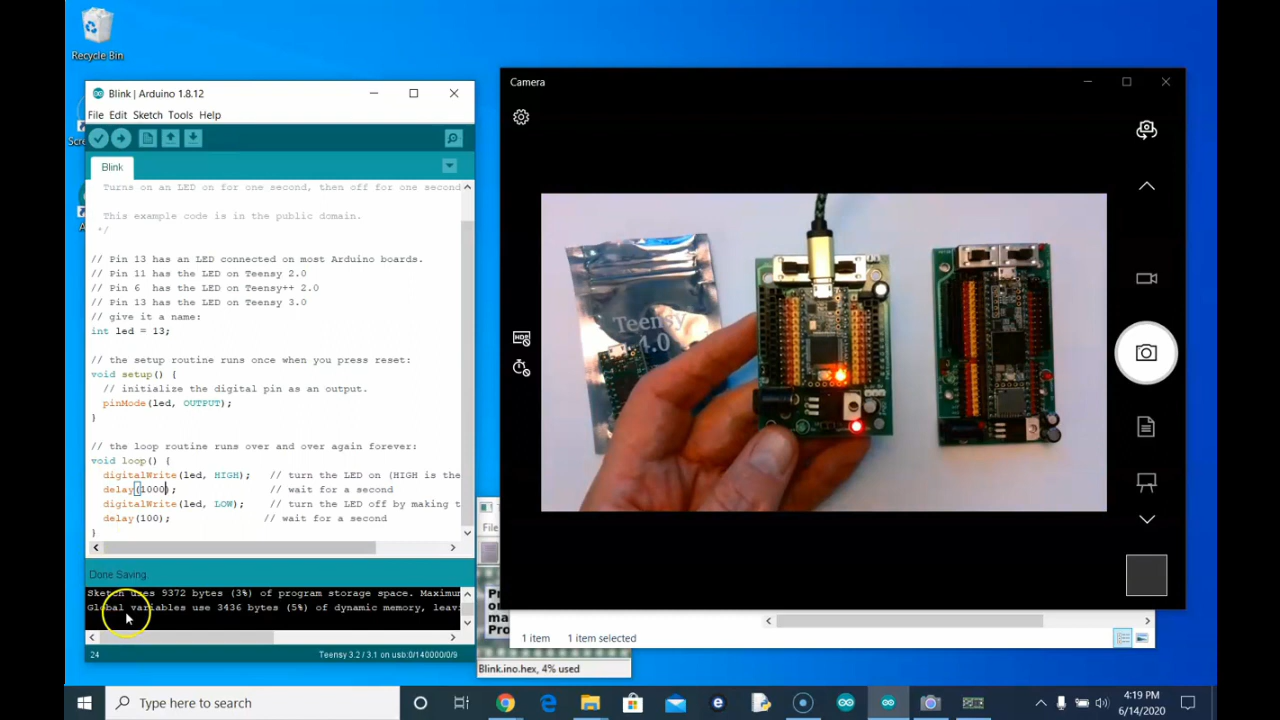 Recycle Bin
Blink | Arduino 1.8.12
File Edit Sketch Tools Help
Blink
Turns on an LED on for one second, then off for one second
This example code is in the public domain.
*/
// Pin 13 has an LED connected on most Arduino boards.
// Pin 11 has the LED on Teensy 2.0
// Pin 6  has the LED on Teensy++ 2.0
// Pin 13 has the LED on Teensy 3.0
// give it a name:
int led = 13;
// the setup routine runs once when you press reset:
void setup() {
// initialize the digital pin as an output.
pinMode(led, OUTPUT);
}
// the loop routine runs over and over again forever:
void loop() {
digitalWrite(led, HIGH);   // turn the LED on (HIGH is the
delay(1000);               // wait for a second
digitalWrite(led, LOW);    // turn the LED off by making t
delay(100);               // wait for a second
}
Done Saving.
Sketch uses 9372 bytes (3%) of program storage space. Maximum
Global variables use 3436 bytes (5%) of dynamic memory, leavi
24
Teensy 3.2 / 3.1 on usb:0/140000/0/9
Camera
Teensy
4.0
File
1 item
1 item selected
Blink.ino.hex, 4% used
Type here to search
4:19 PM
6/14/2020